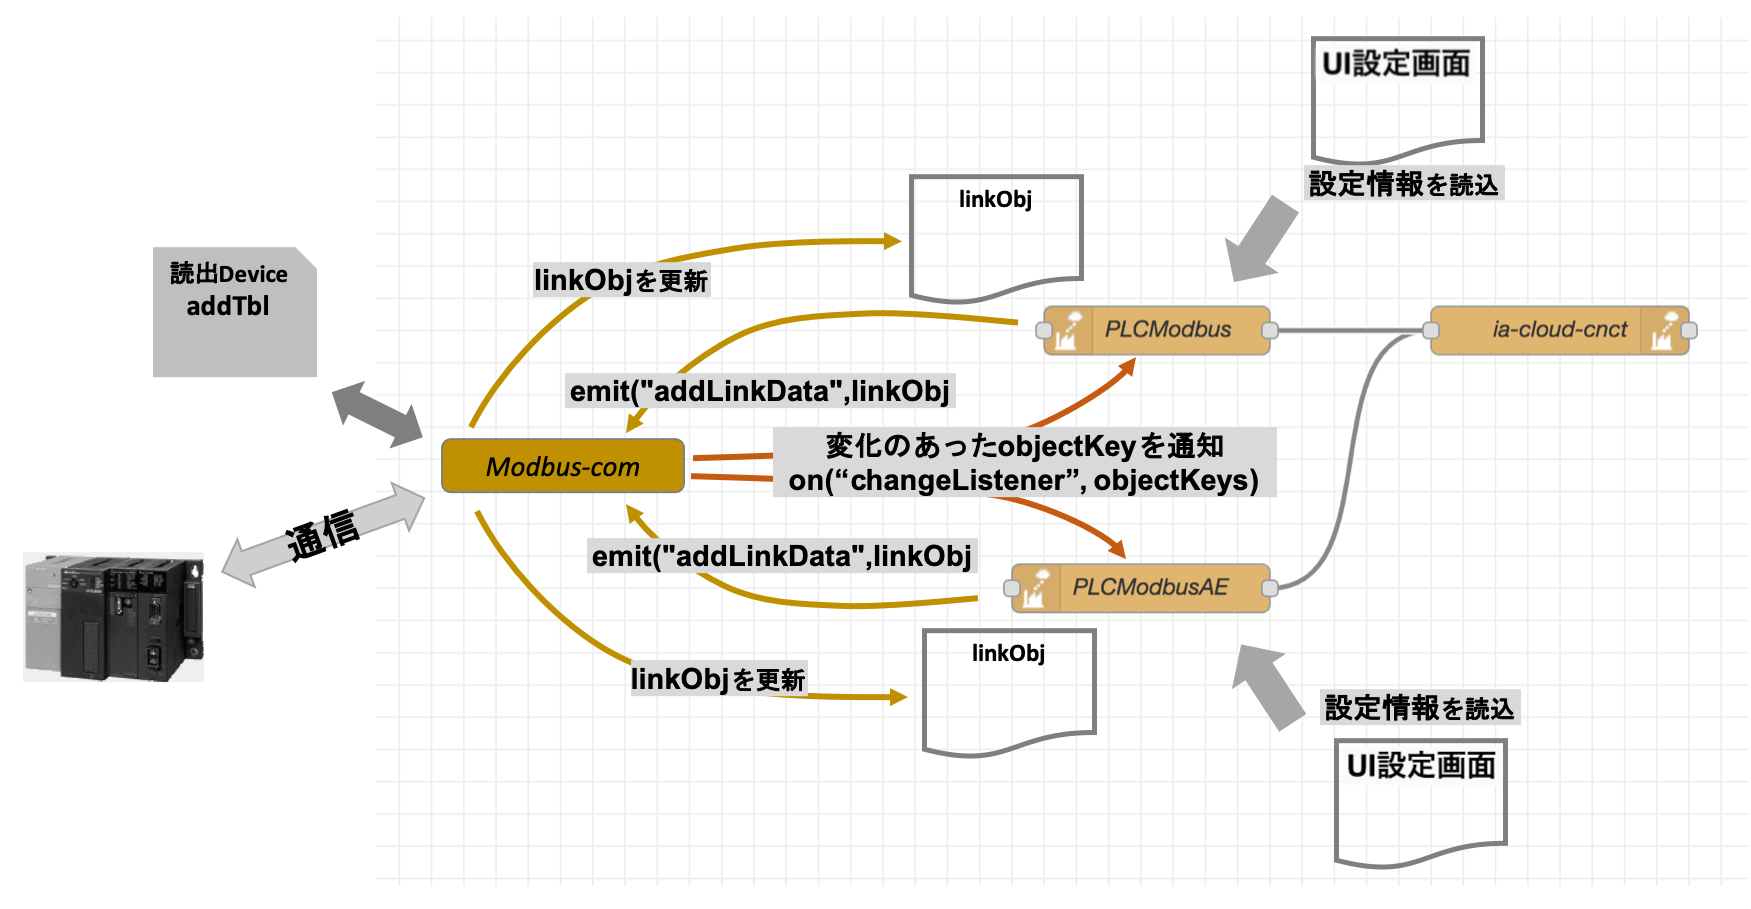 UI設定画面
設定情報を読込
linkObj
linkObjを更新
読出Device
addTbl
PLCModbus
ia-cloud-cnct
emit("addLinkData",linkObj
変化のあったobjectKeyを通知
on(“changeListener”, objectKeys)
Modbus-com
通信
emit("addLinkData",linkObj
PLCModbusAE
linkObj
linkObjを更新
設定情報を読込
UI設定画面